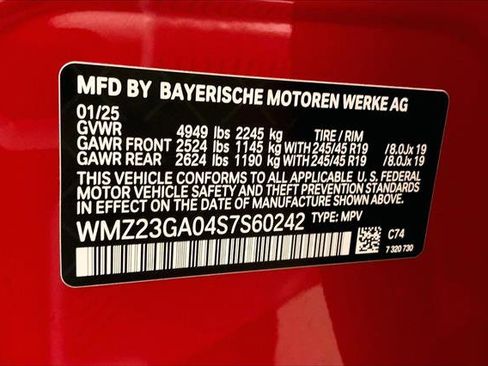 MFD BY BAYERISCHE MOTOREN WERKE AG
01/25
GVWR 4949 lbs 2245 kg TIRE / RIM
GAWR FRONT 2524 lbs 1145 kg WITH 245/45 R19 /8.0Jx 19
GAWR REAR 2624 lbs 1190 kg WITH 245/45 R19 /8.0Jx 19
THIS VEHICLE CONFORMS TO ALL APPLICABLE U. S. FEDERAL
MOTOR VEHICLE SAFETY AND THEFT PREVENTION STANDARDS
IN EFFECT ON THE DATE OF MANUFACTURE SHOWN ABOVE.
WMZ23GA04S7S60242 TYPE: MPV
C74
7 320 730